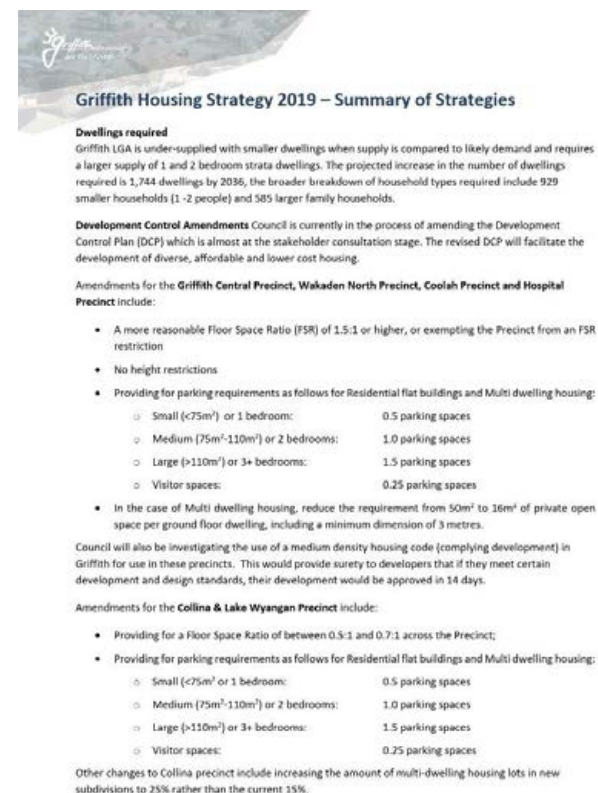 Griffith
Griffith Housing Strategy 2019 – Summary of Strategies
Dwellings required
Griffith LGA is under-supplied with smaller dwellings when supply is compared to likely demand and requires
a larger supply of 1 and 2 bedroom strata dwellings. The projected increase in the number of dwellings
required is 1,744 dwellings by 2036, the broader breakdown of household types required include 929
smaller households (1 -2 people) and 585 larger family households.
Development Control Amendments Council is currently in the process of amending the Development
Control Plan (DCP) which is almost at the stakeholder consultation stage. The revised DCP will facilitate the
development of diverse, affordable and lower cost housing.
Amendments for the Griffith Central Precinct, Wakaden North Precinct, Coolah Precinct and Hospital
Precinct include:
• A more reasonable Floor Space Ratio (FSR) of 1.5:1 or higher, or exempting the Precinct from an FSR
restriction
• No height restrictions
• Providing for parking requirements as follows for Residential flat buildings and Multi dwelling housing:
o Small (<75m²) or 1 bedroom: 0.5 parking spaces
o Medium (75m²-110m²) or 2 bedrooms: 1.0 parking spaces
o Large (>110m²) or 3+ bedrooms: 1.5 parking spaces
o Visitor spaces: 0.25 parking spaces
• In the case of Multi dwelling housing, reduce the requirement from 50m² to 16m² of private open
space per ground floor dwelling, including a minimum dimension of 3 metres.
Council will also be investigating the use of a medium density housing code (complying development) in
Griffith for use in these precincts. This would provide surety to developers that if they meet certain
development and design standards, their development would be approved in 14 days.
Amendments for the Collina & Lake Wyangan Precinct include:
• Providing for a Floor Space Ratio of between 0.5:1 and 0.7:1 across the Precinct;
• Providing for parking requirements as follows for Residential flat buildings and Multi dwelling housing:
o Small (<75m² or 1 bedroom: 0.5 parking spaces
o Medium (75m²-110m²) or 2 bedrooms: 1.0 parking spaces
o Large (>110m²) or 3+ bedrooms: 1.5 parking spaces
o Visitor spaces: 0.25 parking spaces
Other changes to Collina precinct include increasing the amount of multi-dwelling housing lots in new
subdivisions to 25% rather than the current 15%.